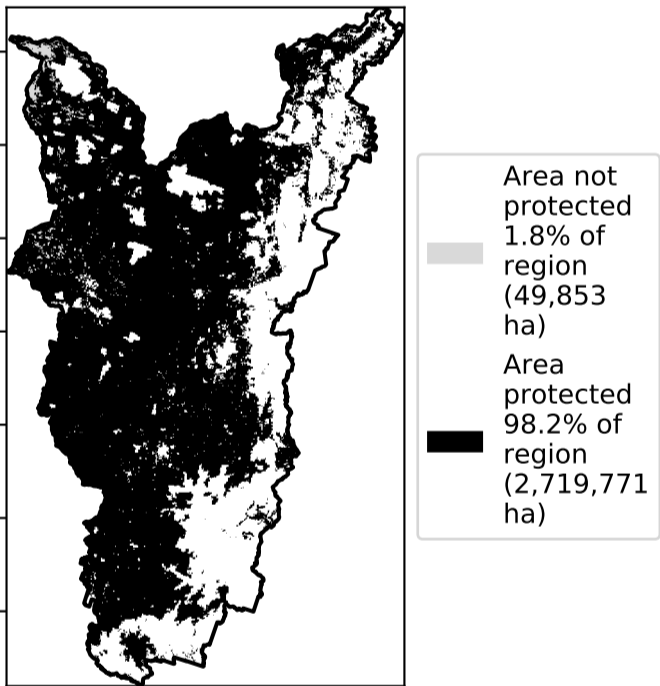 Area not
protected
1.8% of
region
(49,853
ha)
Area
protected
98.2% of
region
(2,719,771
ha)